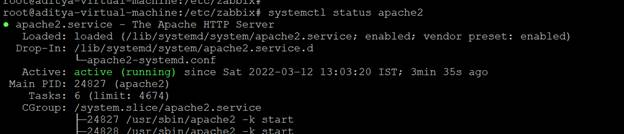 root@aditya-virtual-machine:/etc/zabbix#
root@aditya-virtual-machine:/etc/zabbix# systemctl status apache2
● apache2.service - The Apache HTTP Server
Loaded: loaded (/lib/systemd/system/apache2.service; enabled; vendor preset: enabled)
Drop-In: /lib/systemd/system/apache2.service.d
└─apache2-systemd.conf
Active: active (running) since Sat 2022-03-12 13:03:20 IST; 3min 35s ago
Main PID: 24827 (apache2)
Tasks: 6 (limit: 4674)
CGroup: /system.slice/apache2.service
├─24827 /usr/sbin/apache2 -k start
├─24828 /usr/sbin/apache2 -k start